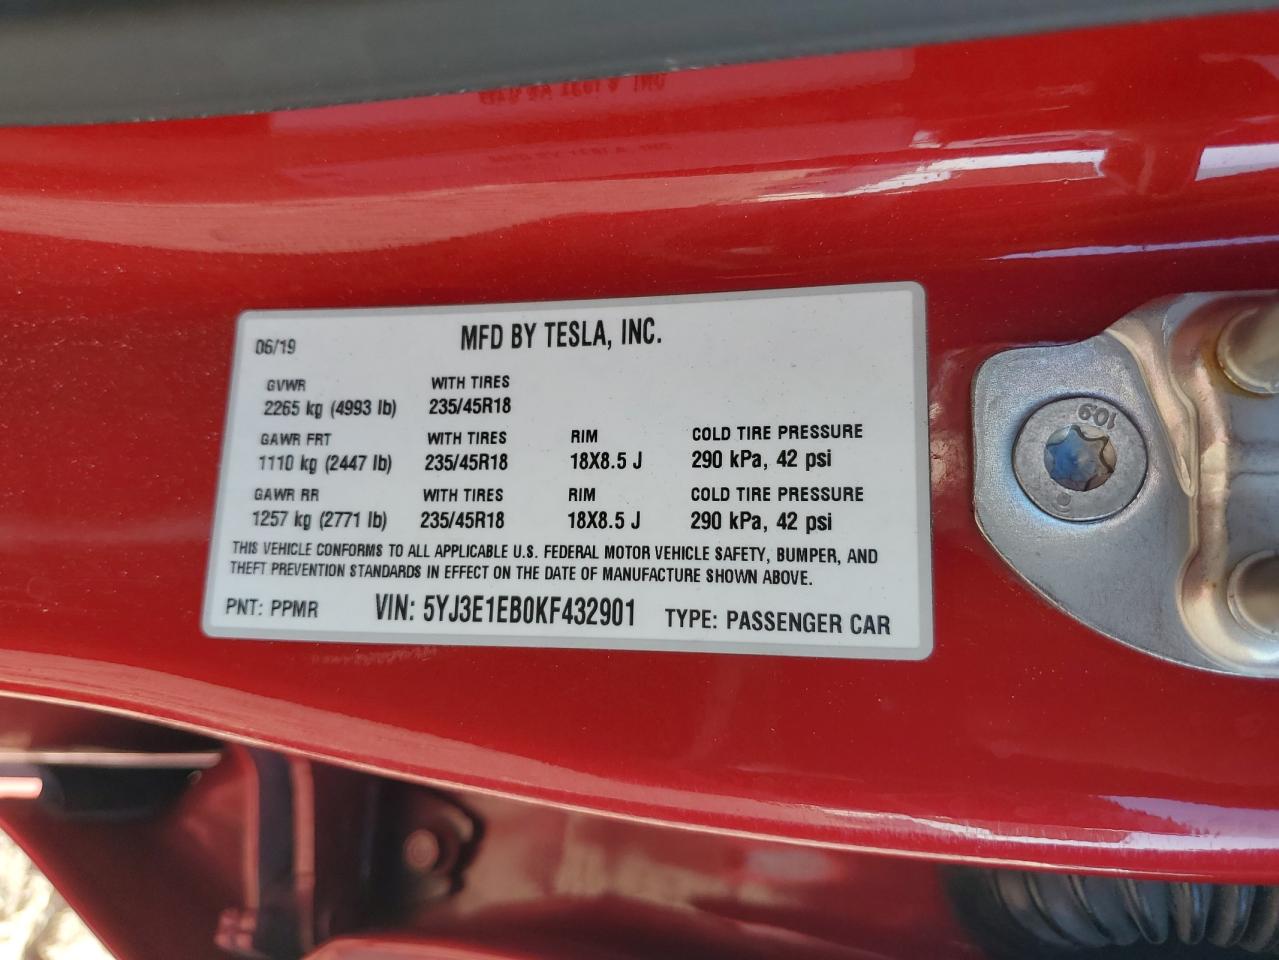 06/19 MFD BY TESLA, INC.
GVWR WITH TIRES
2265 kg (4993 lb) 235/45R18
GAWR FRT WITH TIRES RIM COLD TIRE PRESSURE
1110 kg (2447 lb) 235/45R18 18X8.5 J 290 kPa, 42 psi
GAWR RR WITH TIRES RIM COLD TIRE PRESSURE
1257 kg (2771 lb) 235/45R18 18X8.5 J 290 kPa, 42 psi
THIS VEHICLE CONFORMS TO ALL APPLICABLE U.S. FEDERAL MOTOR VEHICLE SAFETY, BUMPER, AND
THEFT PREVENTION STANDARDS IN EFFECT ON THE DATE OF MANUFACTURE SHOWN ABOVE.
PNT: PPMR VIN: 5YJ3E1EB0KF432901 TYPE: PASSENGER CAR
10.9